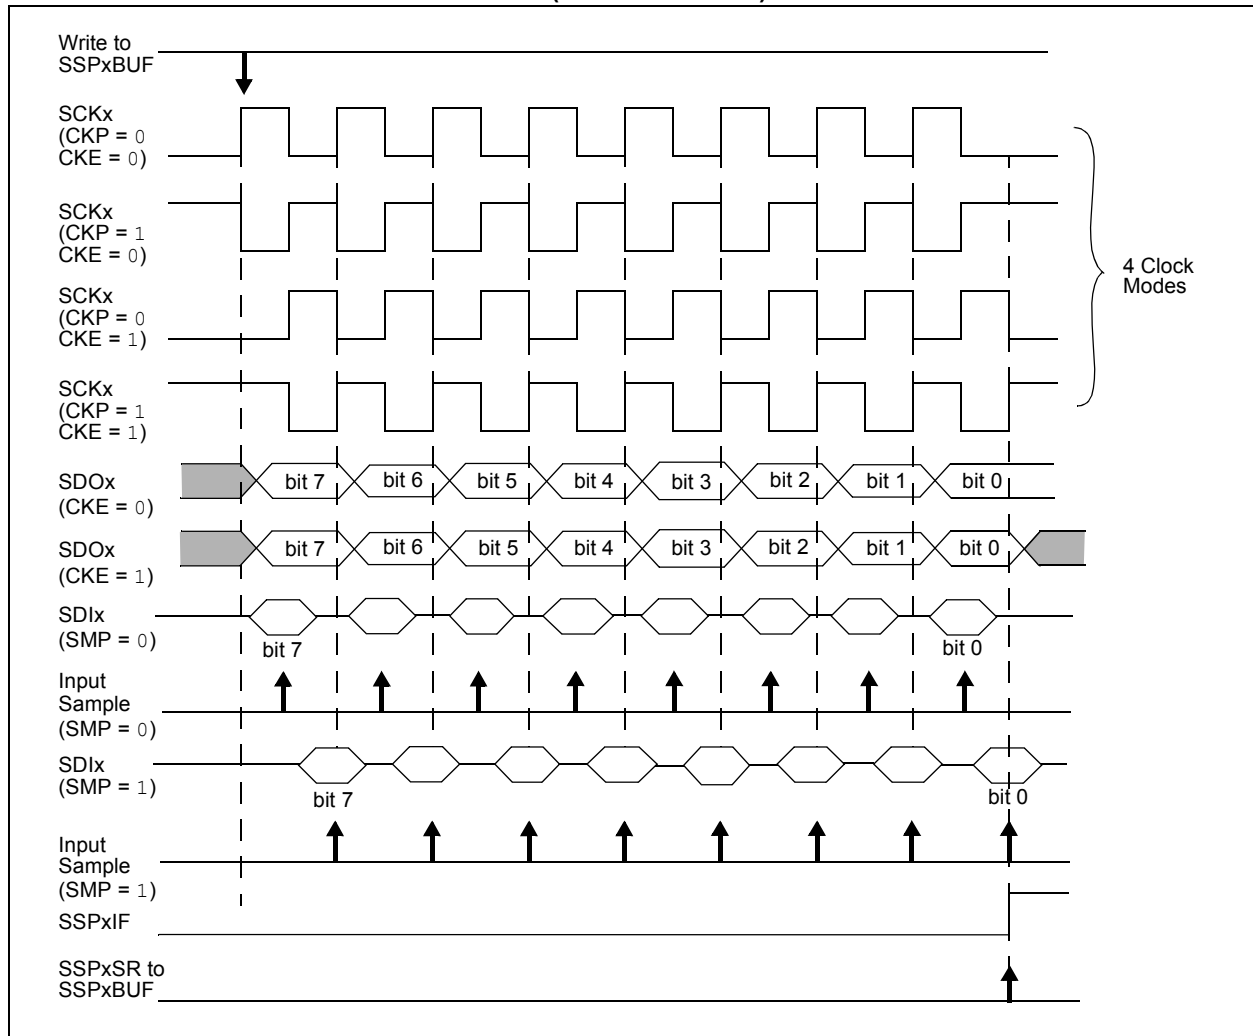 Write to
SSPxBUF
SCKx
(CKP = 0
CKE = 0)
SCKx
(CKP = 1
CKE = 0)
SCKx
(CKP = 0
CKE = 1)
SCKx
(CKP = 1
CKE = 1)
4 Clock
Modes
SDOx
(CKE = 0)
bit 7 bit 6 bit 5 bit 4 bit 3 bit 2 bit 1 bit 0
SDOx
(CKE = 1)
bit 7 bit 6 bit 5 bit 4 bit 3 bit 2 bit 1 bit 0
SDIx
(SMP = 0)
bit 7 bit 0
Input
Sample
(SMP = 0)
SDIx
(SMP = 1)
bit 7 bit 0
Input
Sample
(SMP = 1)
SSPxIF
SSPxSR to
SSPxBUF